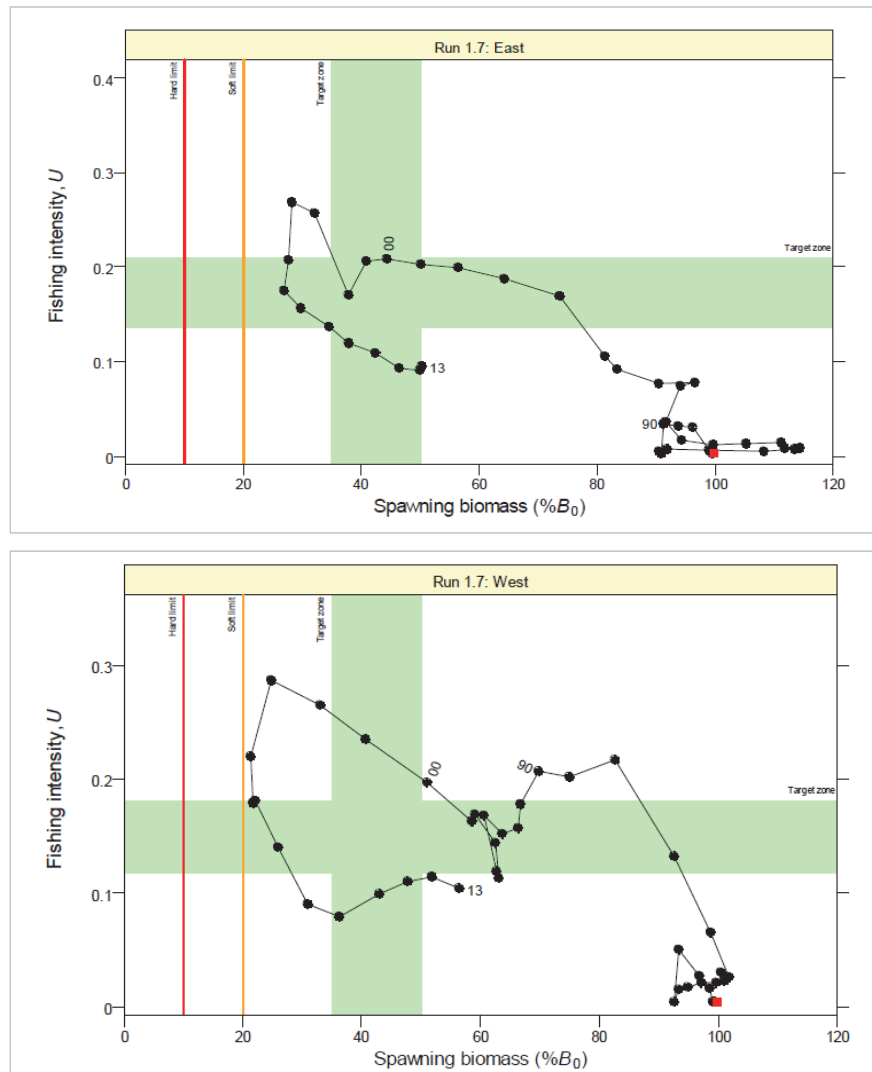 Run 1.7: East
Hard limit
Soft limit
Target zone
Target zone
0.4
0.3
0.2
0.1
0
Fishing intensity, U
00
13
90
0
20
40
60
80
100
120
Spawning biomass (%B₀)
Run 1.7: West
Hard limit
Soft limit
Target zone
Target zone
0.3
0.2
0.1
0
Fishing intensity, U
00
90
13
0
20
40
60
80
100
120
Spawning biomass (%B₀)